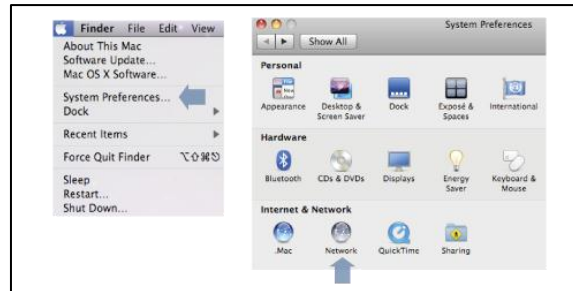 Finder File Edit View
About This Mac
Software Update...
Mac OS X Software...
System Preferences...
Dock
Recent Items
Force Quit Finder ⌥⇧⌘⎋
Sleep
Restart...
Shut Down...
System Preferences
Show All
Personal
Appearance Desktop & Screen Saver Dock Exposé & Spaces International
Hardware
Bluetooth CDs & DVDs Displays Energy Saver Keyboard & Mouse
Internet & Network
.Mac Network QuickTime Sharing